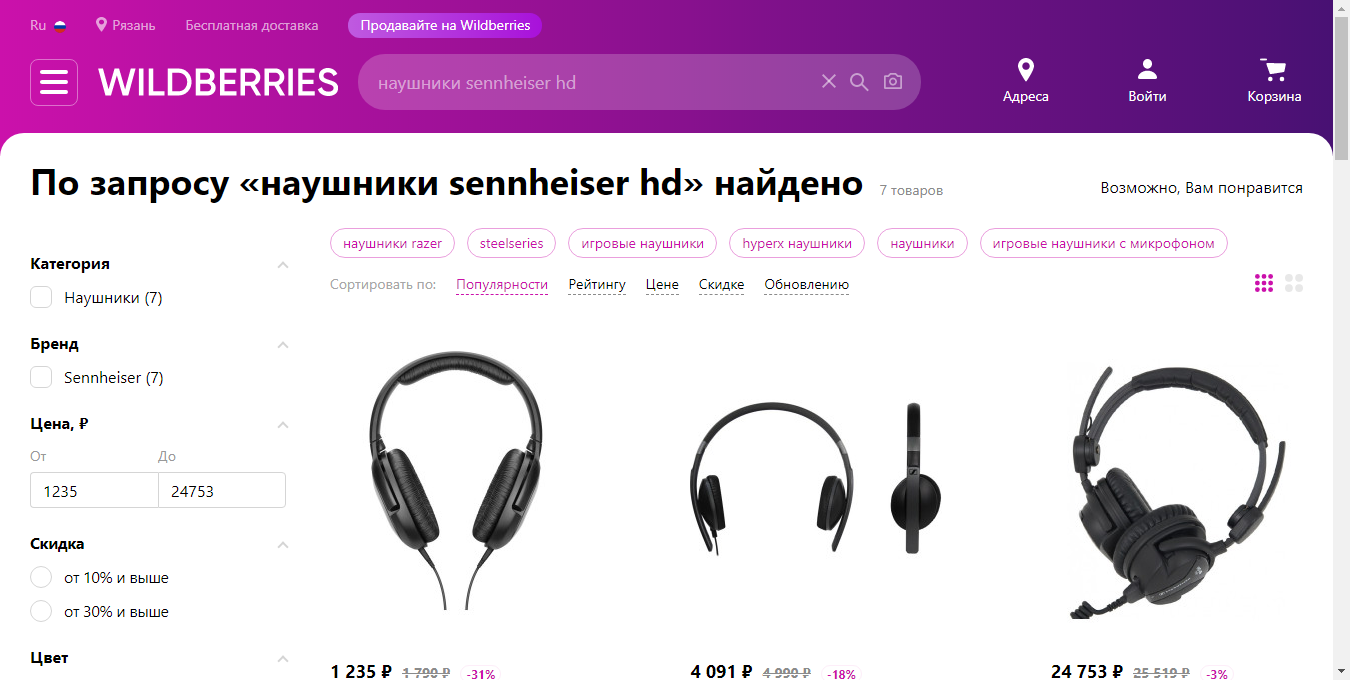 Ru Рязань Бесплатная доставка Продавайте на Wildberries
WILDBERRIES наушники sennheiser hd Адреса Войти Корзина
По запросу «наушники sennheiser hd» найдено 7 товаров Возможно, Вам понравится
наушники razer steelseries игровые наушники hyperx наушники наушники игровые наушники с микрофоном
Сортировать по: Популярности Рейтингу Цене Скидке Обновлению
Категория
Наушники (7)
Бренд
Sennheiser (7)
Цена, ₽
От До
1235 24753
Скидка
от 10% и выше
от 30% и выше
Цвет
1 235 ₽ 1 790 ₽ -31% 4 091 ₽ 4 990 ₽ -18% 24 753 ₽ 25 519 ₽ -3%